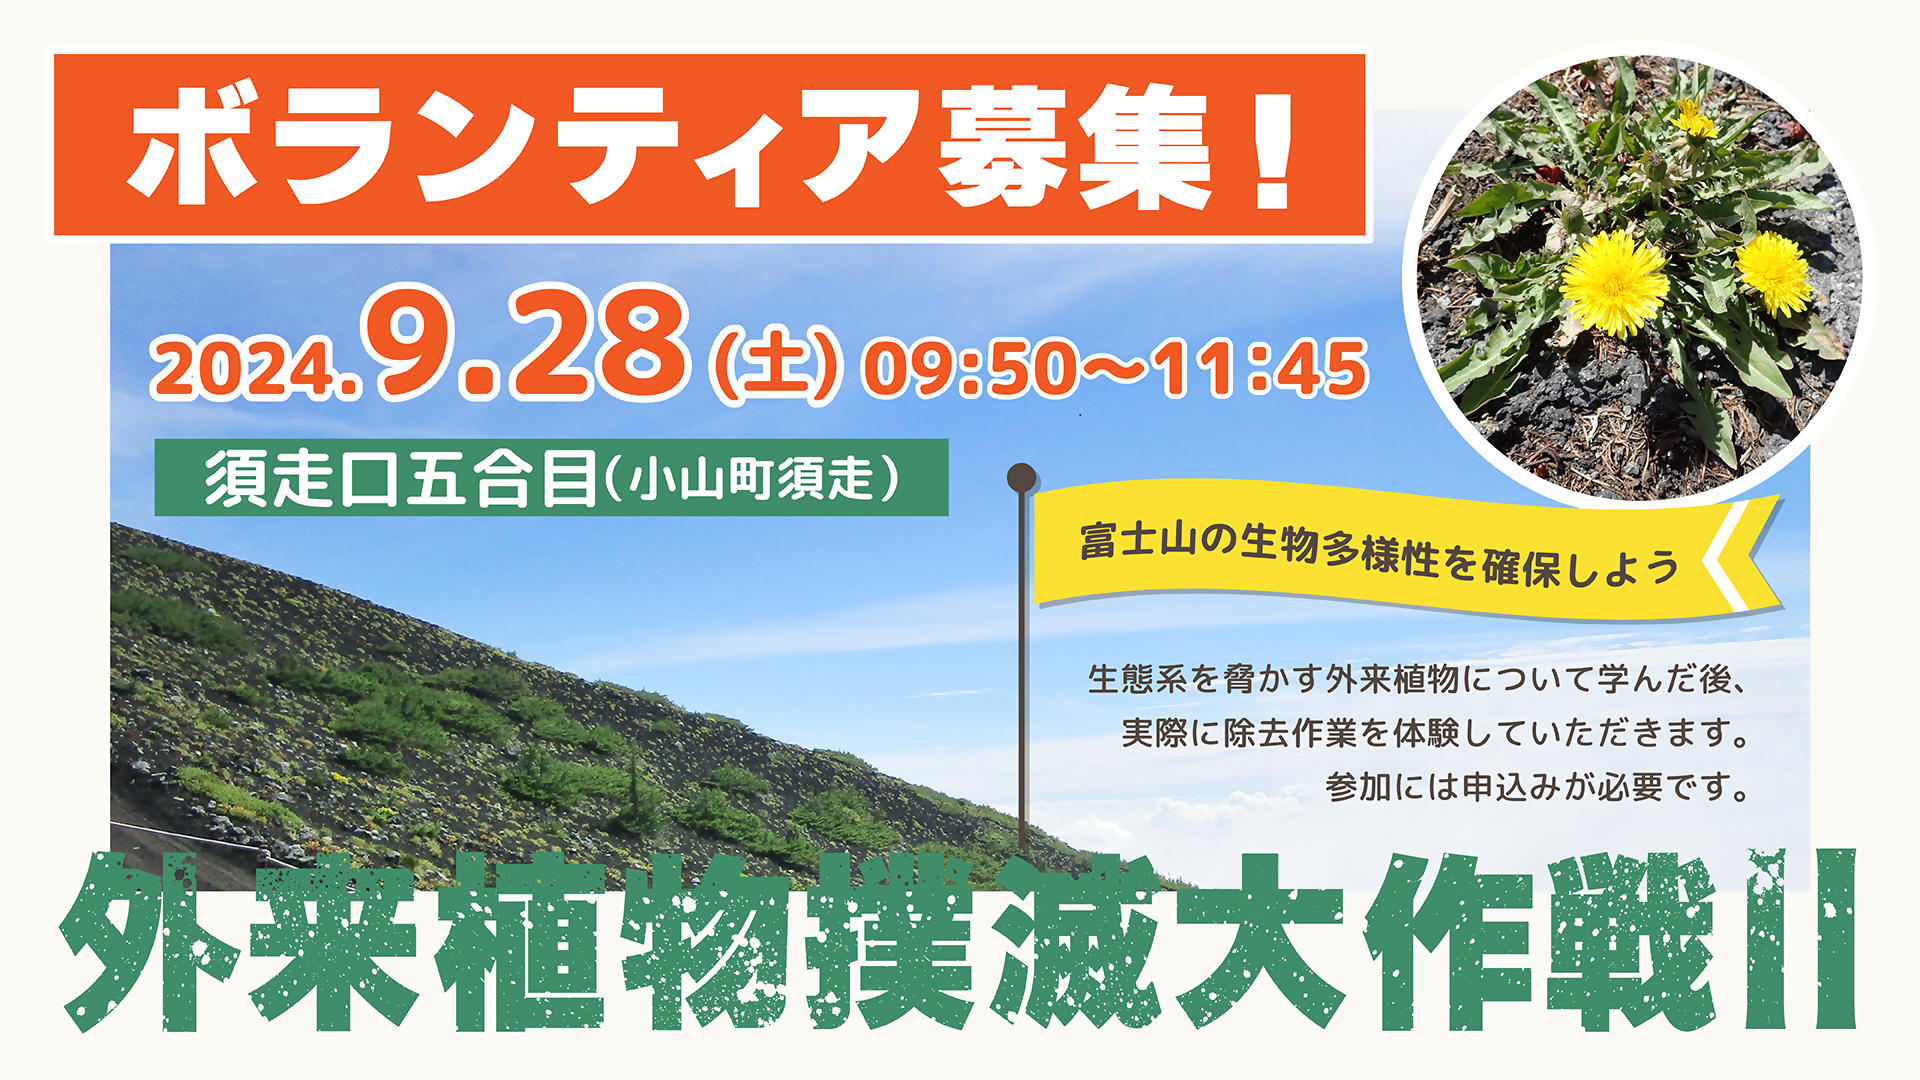 ボランティア募集!
2024.9.28(土)09:50～11:45
須走口五合目(小山町須走)
富士山の生物多様性を確保しよう
生態系を脅かす外来植物について学んだ後、
実際に除去作業を体験していただきます。
参加には申込みが必要です。
外来植物撲滅大作戦II